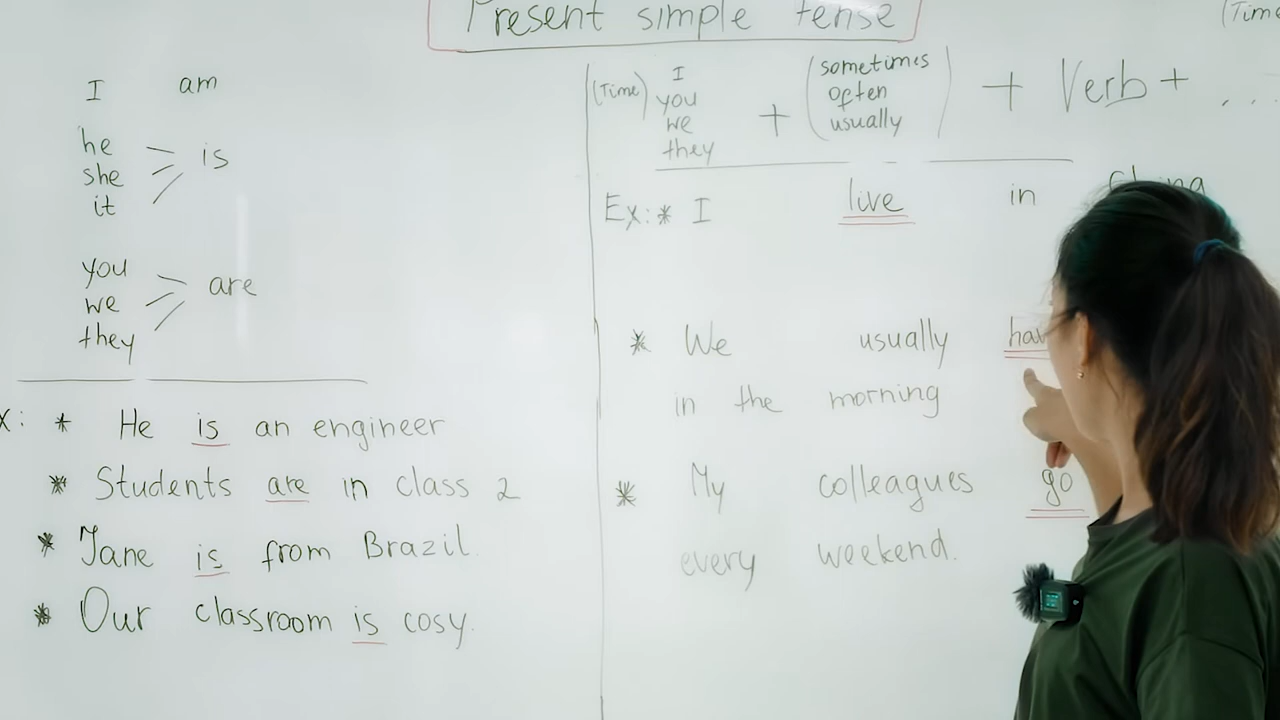 Present simple tense
(Time
I am
he
she is
it
you
we are
they
X: * He is an engineer
* Students are in class 2
* Jane is from Brazil.
* Our classroom is cosy.
(Time) I
you
we
they
+ (sometimes
often
usually) + Verb + ...
Ex: * I live in
* We usually
in the morning
* My colleagues go
every weekend.